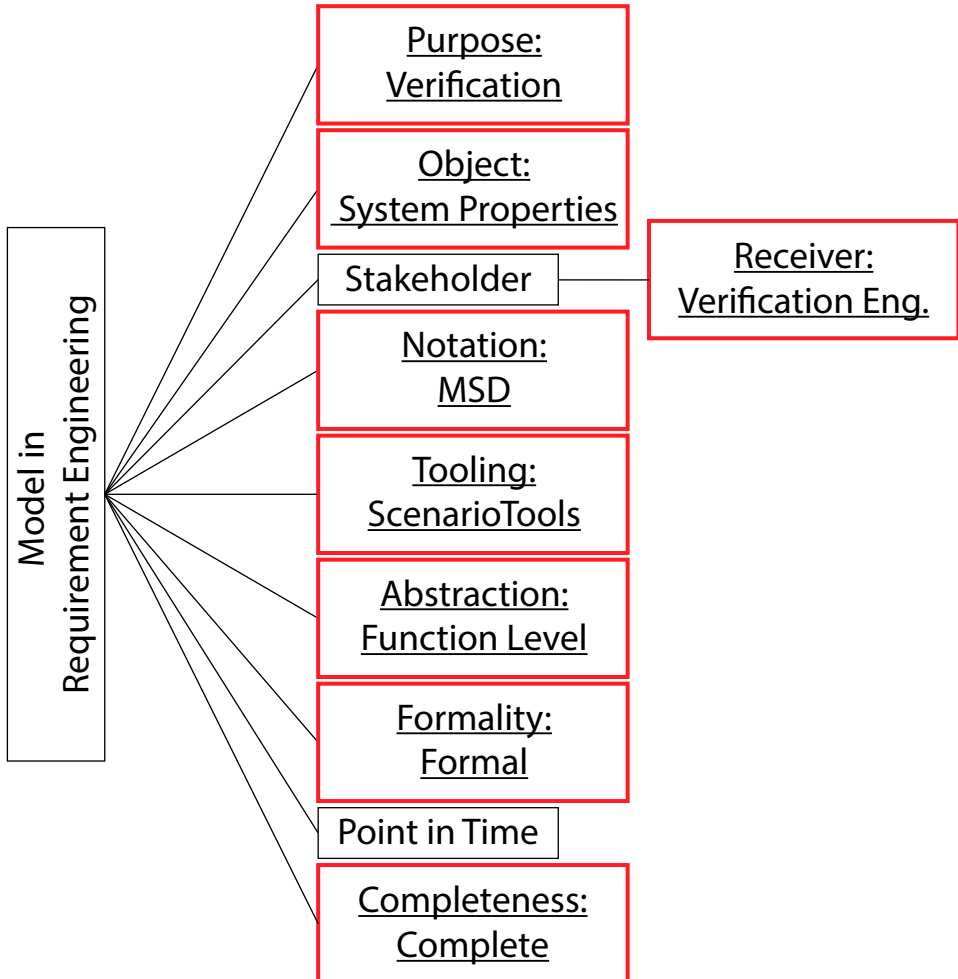 Model in
Requirement Engineering
Purpose:
Verification
Object:
System Properties
Stakeholder
Receiver:
Verification Eng.
Notation:
MSD
Tooling:
ScenarioTools
Abstraction:
Function Level
Formality:
Formal
Point in Time
Completeness:
Complete